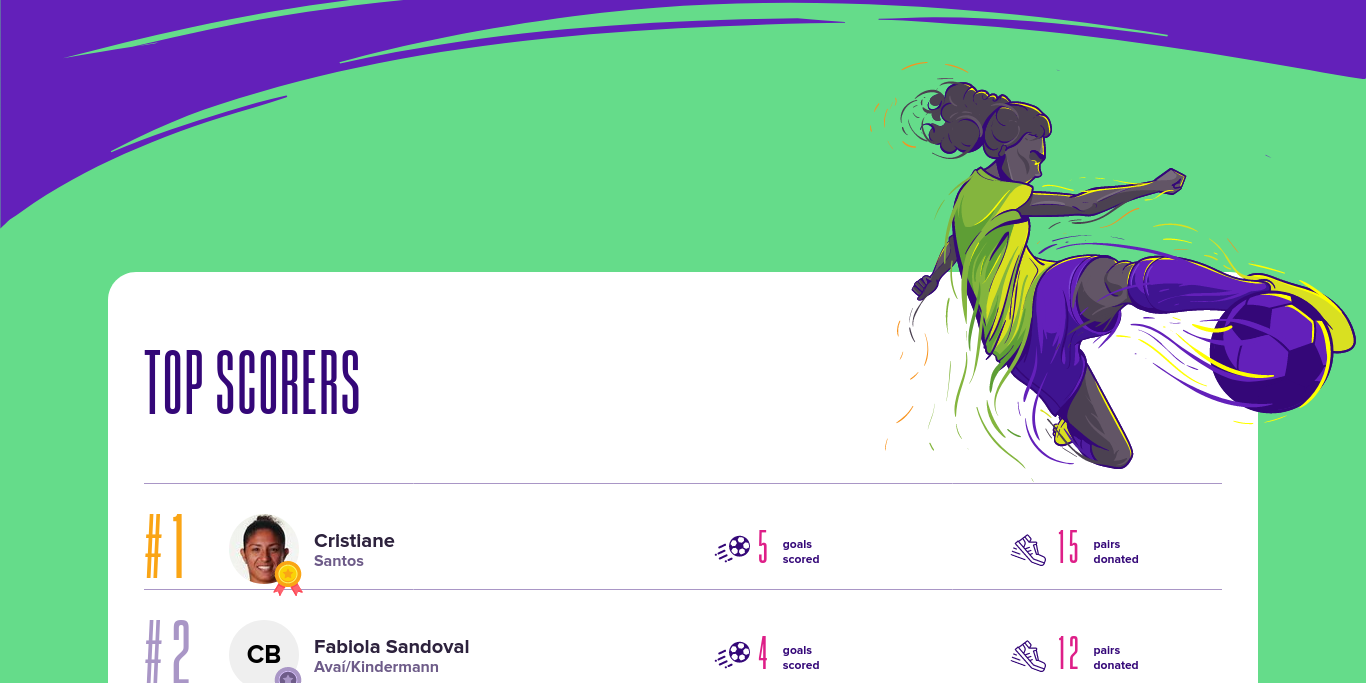 TOP SCORERS
#1
Cristiane
Santos
5 goals scored
15 pairs donated
#2
CB
Fabiola Sandoval
Avaí/Kindermann
4 goals scored
12 pairs donated